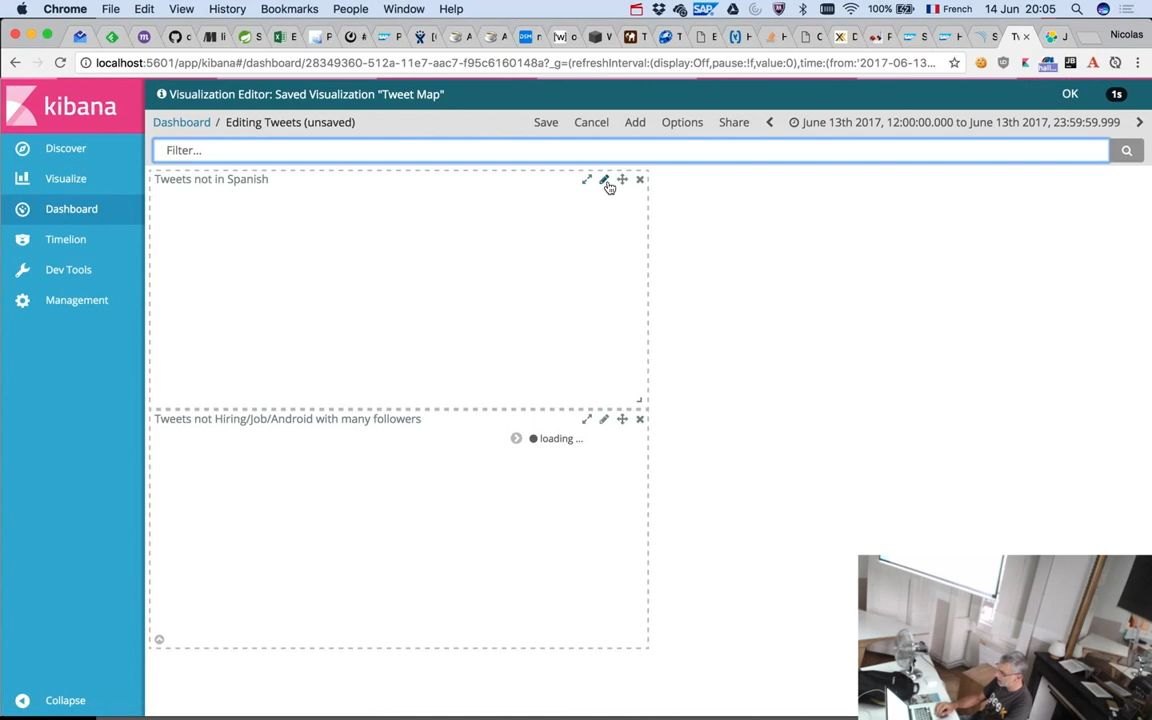 Chrome File Edit View History Bookmarks People Window Help SAP 100% French 14 Jun 20:05
Nicolas
localhost:5601/app/kibana#/dashboard/28349360-512a-11e7-aac7-f95c6160148a?_g=(refreshInterval:(display:Off,pause:!f,value:0),time:(from:'2017-06-13...
kibana
Visualization Editor: Saved Visualization "Tweet Map" OK 1s
Dashboard / Editing Tweets (unsaved) Save Cancel Add Options Share June 13th 2017, 12:00:00.000 to June 13th 2017, 23:59:59.999
Filter...
Discover
Visualize
Dashboard
Timelion
Dev Tools
Management
Collapse
Tweets not in Spanish
Tweets not Hiring/Job/Android with many followers
loading ...